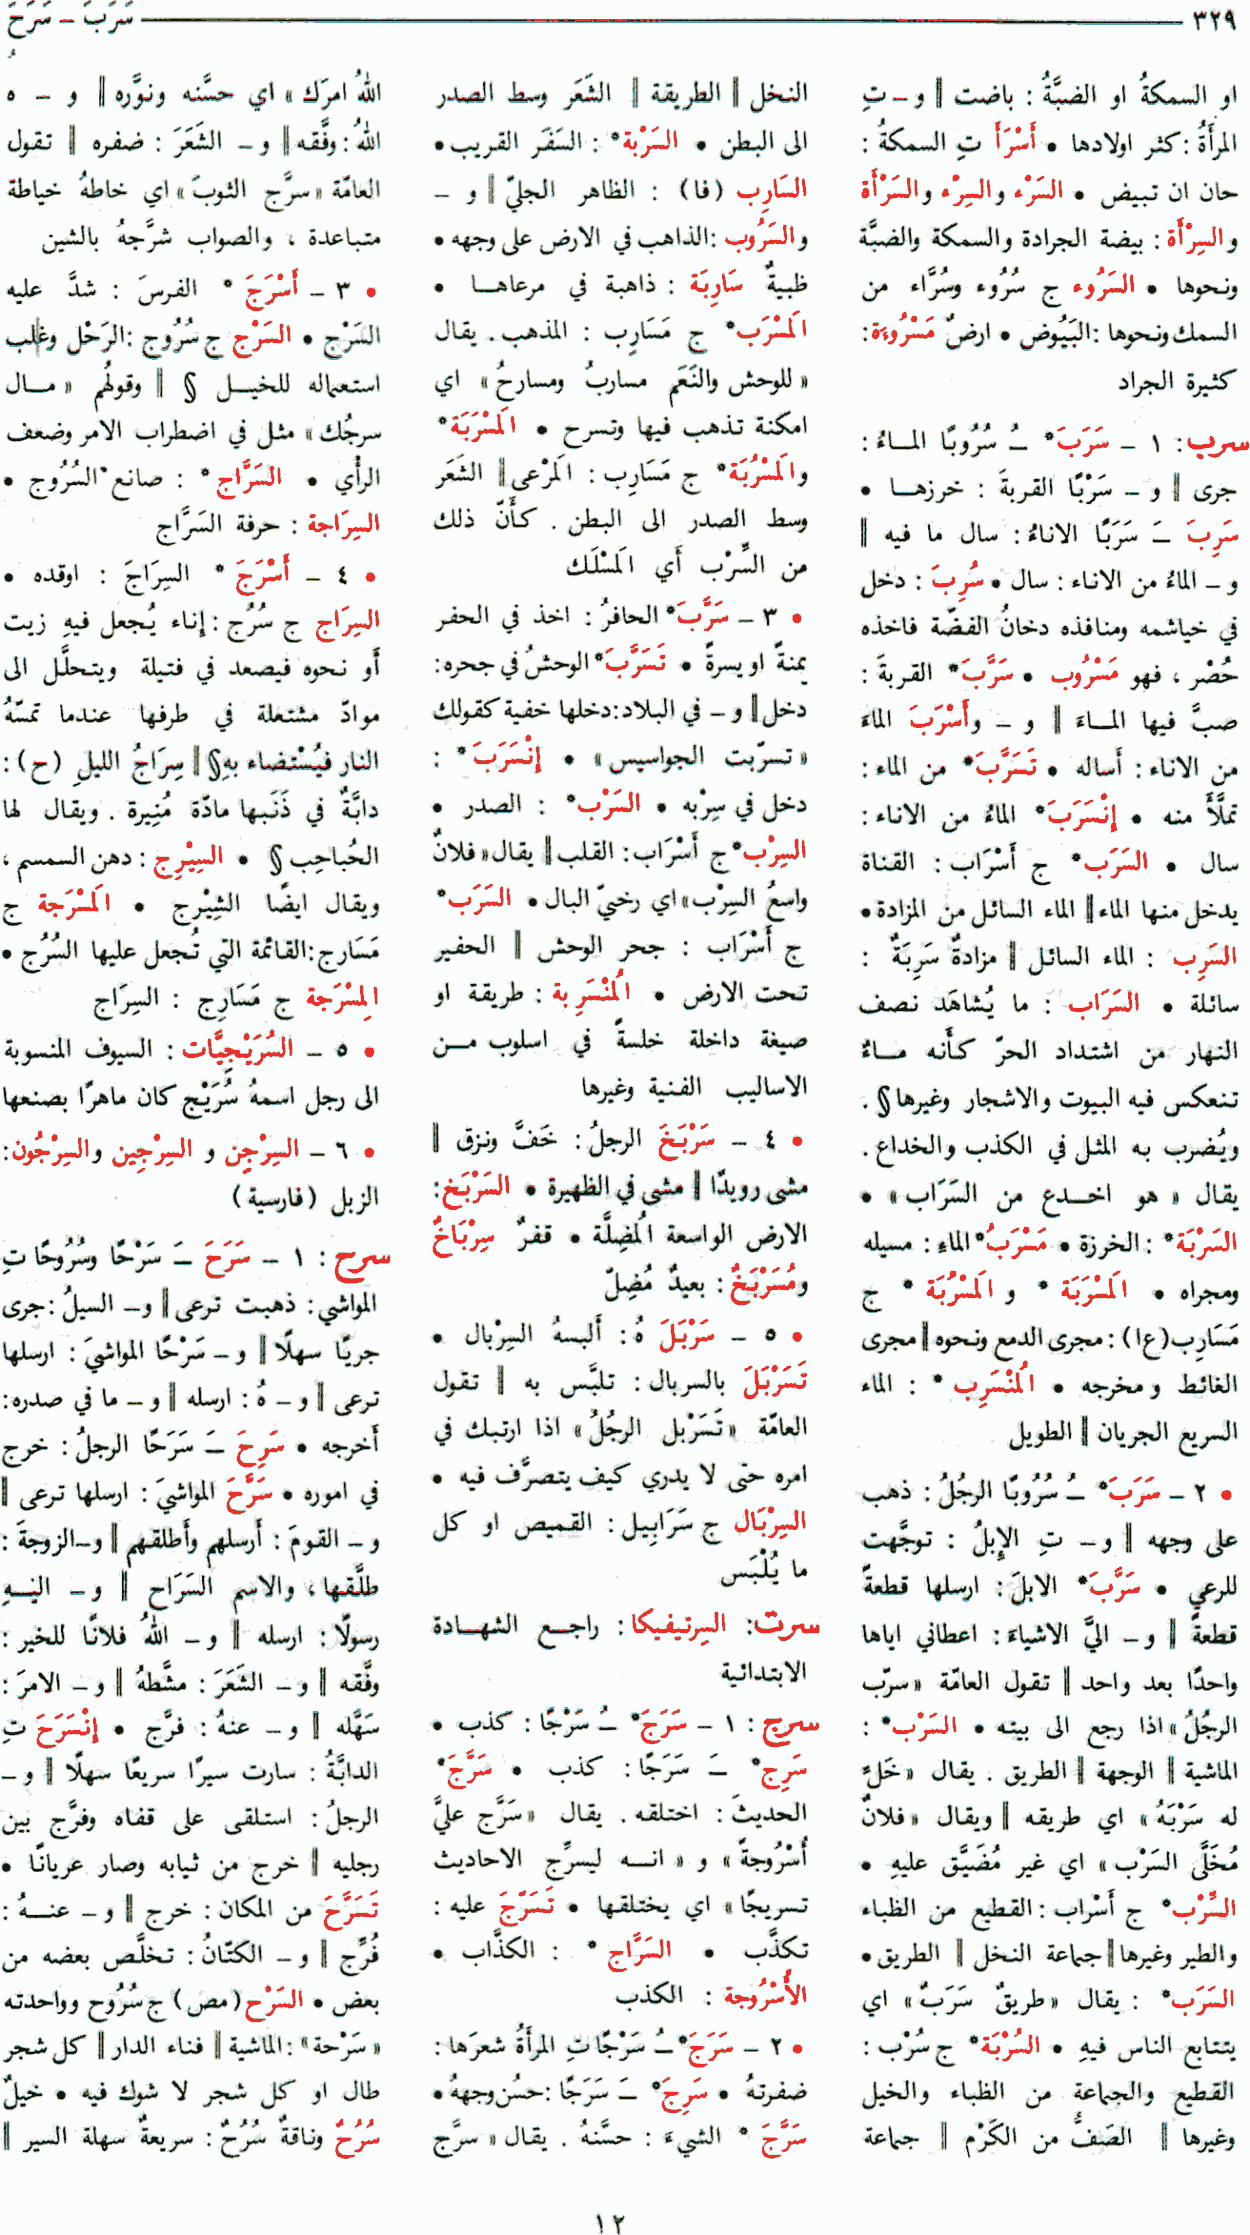 ٣٢٩ سَرَبَ – سَرَحَ
او السمكةُ او الضبَّةُ : باضت ‖ و – تِ
المرأةُ : كثر اولادها • أَسْرَأَ تِ السمكةُ :
حان ان تبيض • السَرْء والسِرْء والسَرْأَة
والسِرْأَة : بيضة الجرادة والسمكة والضبَّة
ونحوها • السَرُوء ج سُرُوء وسُرَّاء من
السمك ونحوها : البَيُوض • ارضٌ مَسْرُوءَة :
كثيرة الجراد
سرب : ١ – سَرَبَ* ـُ سُرُوبًا الماءُ :
جرى ‖ و – سَرْبًا القربةَ : خرزها •
سَرِبَ ـَ سَرَبًا الاناءُ : سال ما فيه ‖
و – الماءُ من الاناء : سال • سُرِبَ : دخل
في خياشمه ومنافذه دخانُ الفضّة فاخذه
حُصْر ، فهو مَسْرُوب • سَرَّبَ* القربةَ :
صبَّ فيها الماءَ ‖ و – وأَسْرَبَ الماءَ
من الاناء : أَساله • تَسَرَّبَ* من الماء :
تملَّأَ منه • إِنْسَرَبَ* الماءُ من الاناء :
سال • السَرَب* ج أَسْرَاب : القناة
يدخل منها الماء ‖ الماء السائل من المزادة •
السَرِب : الماء السائل ‖ مزادةٌ سَرِبَةٌ :
سائلة • السَرَاب : ما يُشاهَد نصف
النهار من اشتداد الحرّ كأَنه ماءٌ
تنعكس فيه البيوت والاشجار وغيرها § .
ويُضرب به المثل في الكذب والخداع .
يقال « هو اخدع من السَرَاب » •
السَرْبَة* : الخرزة • مَسْرَبُ* الماءِ : مسيله
ومجراه • المَسْرَبَة * و المَسْرُبَة * ج
مَسَارِب (ع ا) : مجرى الدمع ونحوه ‖ مجرى
الغائط ومخرجه • المُنْسَرِب * : الماء
السريع الجريان ‖ الطويل
• ٢ – سَرَبَ* ـُ سُرُوبًا الرجُلُ : ذهب
على وجهه ‖ و – تِ الإِبلُ : توجَّهت
للرعي • سَرَّبَ* الابلَ : ارسلها قطعةً
قطعةً ‖ و – اليَّ الاشياءَ : اعطاني اياها
واحدًا بعد واحد ‖ تقول العامّة « سرّب
الرجُلُ » اذا رجع الى بيته • السَرْب* :
الماشية ‖ الوجهة ‖ الطريق . يقال « خَلِّ
له سَرْبَهُ » اي طريقه ‖ ويقال « فلانٌ
مُخَلَّى السَرْب » اي غير مُضَيَّق عليهِ •
السِّرْب* ج أَسْراب : القطيع من الظباء
والطير وغيرها ‖ جماعة النخل ‖ الطريق •
السَرَب* : يقال « طريقٌ سَرَبٌ » اي
يتتابع الناس فيهِ • السُرْبَة* ج سُرْب :
القطيع والجماعة من الظباء والخيل
وغيرها ‖ الصَفُّ من الكَرْم ‖ جماعة
النخل ‖ الطريقة ‖ الشَعَر وسط الصدر
الى البطن • السَرْبة* : السَفَر القريب •
السَارِب (فا) : الظاهر الجليّ ‖ و –
والسَرُوب : الذاهب في الارض على وجهه •
ظبيةٌ سَارِبَة : ذاهبة في مرعاها •
المَسْرَب* ج مَسَارِب : المذهب . يقال
« للوحش والنَعَم مساربُ ومسارحُ » اي
امكنة تذهب فيها وتسرح • المَسْرَبَة*
والمَسْرُبَة* ج مَسَارِب : المَرْعى ‖ الشَعَر
وسط الصدر الى البطن . كأَنّ ذلك
من السِّرْب أَي المَسْلَك
• ٣ – سَرَّبَ* الحافرُ : اخذ في الحفر
يمنةً او يسرةً • تَسَرَّبَ* الوحشُ في جحره :
دخل ‖ و – في البلاد : دخلها خفية كقولك
« تسرّبت الجواسيس » • إِنْسَرَبَ* :
دخل في سِرْبه • السَرْب* : الصدر •
السِرْب* ج أَسْرَاب : القلب ‖ يقال « فلانٌ
واسعُ السِرْب » اي رخيّ البال • السَرَب*
ج أَسْرَاب : جحر الوحش ‖ الحفير
تحت الارض • المُنْسَرِبة : طريقة او
صيغة داخلة خلسةً في اسلوب من
الاساليب الفنية وغيرها
• ٤ – سَرْبَخَ الرجلُ : خَفَّ ونزق ‖
مشى رويدًا ‖ مشى في الظهيرة • السَرْبَخ :
الارض الواسعة المُضِلَّة • قفرٌ سِرْبَاخٌ
ومُسَرْبَخٌ : بعيدٌ مُضِلّ
• ٥ – سَرْبَلَ هُ : أَلبسهُ السِرْبال •
تَسَرْبَلَ بالسربال : تلبَّس به ‖ تقول
العامّة « تَسَرْبل الرجُلُ » اذا ارتبك في
امره حتى لا يدري كيف يتصرَّف فيه •
السِرْبَال ج سَرَابِيل : القميص او كل
ما يُلْبَس
سرت : السِرتيفيكا : راجع الشهادة
الابتدائية
سرج : ١ – سَرَجَ* ـُ سَرْجًا : كذب •
سَرِج* ـَ سَرَجًا : كذب • سَرَّجَ*
الحديثَ : اختلقه . يقال « سَرَّج عليَّ
أُسْرُوجةً » و « انه ليسرِّج الاحاديث
تسريجًا » اي يختلقها • تَسَرَّجَ عليه :
تكذَّب • السَرَّاج * : الكذَّاب •
الأُسْرُوجة : الكذب
• ٢ – سَرَجَ* ـُ سَرْجًا تِ المرأةُ شعرَها :
ضفرتهُ • سَرِجَ* ـَ سَرَجًا : حسُن وجههُ •
سَرَّجَ * الشيءَ : حسَّنهُ . يقال « سرَّج
اللهُ امرَك » اي حسَّنه ونوَّره ‖ و – ه
اللهُ : وفَّقه ‖ و – الشَعَرَ : ضفره ‖ تقول
العامّة « سرَّج الثوبَ » اي خاطهُ خياطة
متباعدة ، والصواب شرَّجهُ بالشين
• ٣ – أَسْرَجَ * الفرسَ : شدَّ عليه
السَرْج • السَرْج ج سُرُوج : الرَحْل وغلب
استعماله للخيل § ‖ وقولهُم « مال
سرجُك » مثل في اضطراب الامر وضعف
الرأْي • السَرَّاج * : صانع السُرُوج •
السِرَاجة : حرفة السَرَّاج
• ٤ – أَسْرَجَ * السِرَاجَ : اوقده •
السِرَاج ج سُرُج : إِناء يُجعل فيهِ زيت
أَو نحوه فيصعد في فتيلة ويتحلَّل الى
موادّ مشتعلة في طرفها عندما تمسّهُ
النار فيُسْتضاء بهِ § ‖ سِرَاجُ الليلِ (ح) :
دابَّةٌ في ذَنَبها مادّة مُنِيرة . ويقال لها
الحُباحِب § • السِيْرِج : دهن السمسم ،
ويقال ايضًا الشِيْرج • المَسْرَجة ج
مَسَارج : القائمة التي تُجعل عليها السُرُج •
المِسْرَجة ج مَسَارِج : السِرَاج
• ٥ – السُرَيْجِيَّات : السيوف المنسوبة
الى رجل اسمهُ سُرَيْج كان ماهرًا بصنعها
• ٦ – السِرْجِن و السِرْجِين والسِرْجُون :
الزبل (فارسية)
سرح : ١ – سَرَحَ ـَ سَرْحًا وسُرُوحًا تِ
المواشي : ذهبت ترعى ‖ و – السيلُ : جرى
جريًا سهلًا ‖ و – سَرْحًا المواشيَ : ارسلها
ترعى ‖ و – هُ : ارسله ‖ و – ما في صدره :
أَخرجه • سَرِحَ ـَ سَرَحًا الرجلُ : خرج
في اموره • سَرَّحَ المواشيَ : ارسلها ترعى ‖
و – القومَ : أَرسلهم وأَطلقهم ‖ و – الزوجةَ :
طلَّقها ، والاسم السَرَاح ‖ و – اليهِ
رسولًا : ارسله ‖ و – اللهُ فلانًا للخير :
وفَّقه ‖ و – الشَعَرَ : مشَّطهُ ‖ و – الامرَ :
سَهَّله ‖ و – عنهُ : فرَّج • إِنْسَرَحَ تِ
الدابَّةُ : سارت سيرًا سريعًا سهلًا ‖ و –
الرجلُ : استلقى على قفاه وفرَّج بين
رجليه ‖ خرج من ثيابه وصار عريانًا •
تَسَرَّحَ من المكان : خرج ‖ و – عنهُ :
فُرِّج ‖ و – الكتّانُ : تخلَّص بعضه من
بعض • السَرْح (مص) ج سُرُوح وواحدته
« سَرْحة » : الماشية ‖ فناء الدار ‖ كل شجر
طال او كل شجر لا شوك فيه • خيلٌ
سُرُحٌ وناقةٌ سُرُحٌ : سريعةٌ سهلة السير ‖
١٢